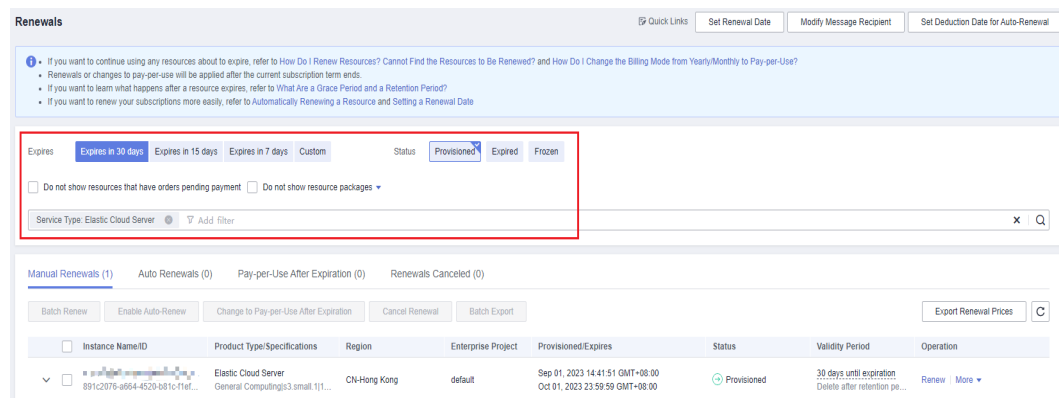 Renewals
Quick Links
Set Renewal Date
Modify Message Recipient
Set Deduction Date for Auto-Renewal
If you want to continue using any resources about to expire, refer to How Do I Renew Resources? Cannot Find the Resources to Be Renewed? and How Do I Change the Billing Mode from Yearly/Monthly to Pay-per-Use?
Renewals or changes to pay-per-use will be applied after the current subscription term ends.
If you want to learn what happens after a resource expires, refer to What Are a Grace Period and a Retention Period?
If you want to renew your subscriptions more easily, refer to Automatically Renewing a Resource and Setting a Renewal Date
Expires Expires in 30 days Expires in 15 days Expires in 7 days Custom Status Provisioned Expired Frozen
Do not show resources that have orders pending payment Do not show resource packages
Service Type: Elastic Cloud Server Add filter
Manual Renewals (1) Auto Renewals (0) Pay-per-Use After Expiration (0) Renewals Canceled (0)
Batch Renew Enable Auto-Renew Change to Pay-per-Use After Expiration Cancel Renewal Batch Export Export Renewal Prices
Instance Name/ID Product Type/Specifications Region Enterprise Project Provisioned/Expires Status Validity Period Operation
Elastic Cloud Server Sep 01, 2023 14:41:51 GMT+08:00 30 days until expiration
CN-Hong Kong default Provisioned Renew More
891c2076-a664-4520-b81c-f1ef... General Computing|s3.small.1|1... Oct 01, 2023 23:59:59 GMT+08:00 Delete after retention pe...